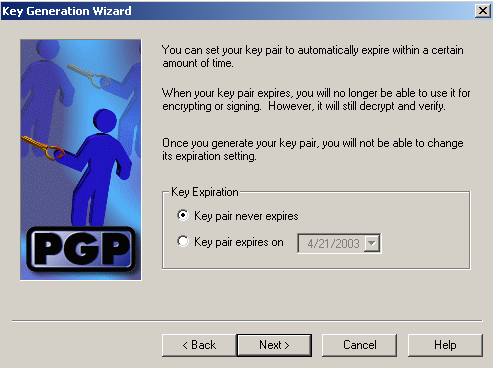 Key Generation Wizard
You can set your key pair to automatically expire within a certain
amount of time.
When your key pair expires, you will no longer be able to use it for
encrypting or signing. However, it will still decrypt and verify.
Once you generate your key pair, you will not be able to change
its expiration setting.
Key Expiration
Key pair never expires
Key pair expires on 4/21/2003
PGP
< Back Next > Cancel Help